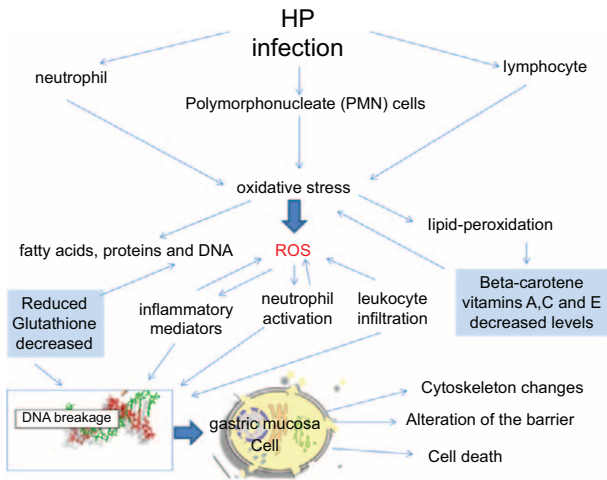 HP
infection
neutrophil
lymphocyte
Polymorphonucleate (PMN) cells
oxidative stress
lipid-peroxidation
fatty acids, proteins and DNA
ROS
Beta-carotene
vitamins A,C and E
decreased levels
Reduced
Glutathione
decreased
inflammatory
mediators
neutrophil
activation
leukocyte
infiltration
DNA breakage
gastric mucosa
Cell
Cytoskeleton changes
Alteration of the barrier
Cell death